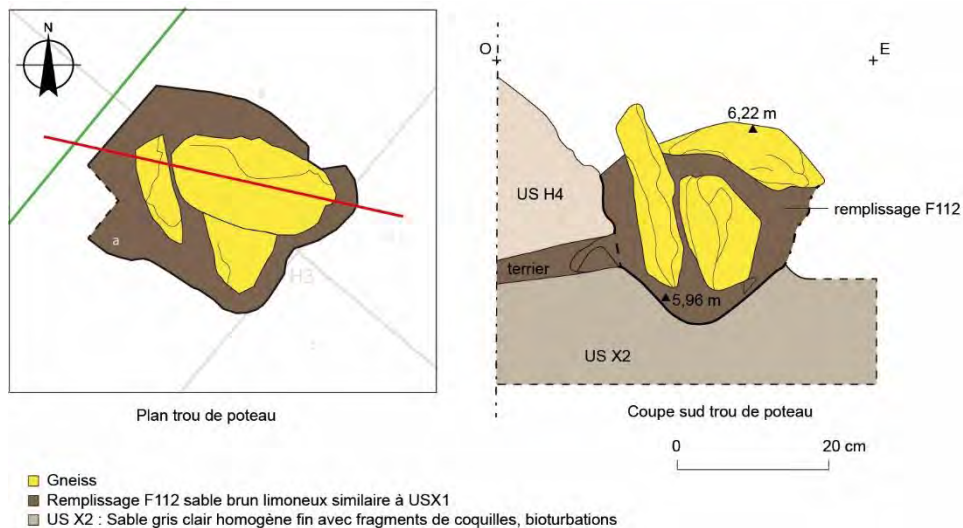 N
a
H3
Plan trou de poteau
O
E
6,22 m
US H4
remplissage F112
terrier
5,96 m
US X2
Coupe sud trou de poteau
0 20 cm
Gneiss
Remplissage F112 sable brun limoneux similaire à USX1
US X2 : Sable gris clair homogène fin avec fragments de coquilles, bioturbations